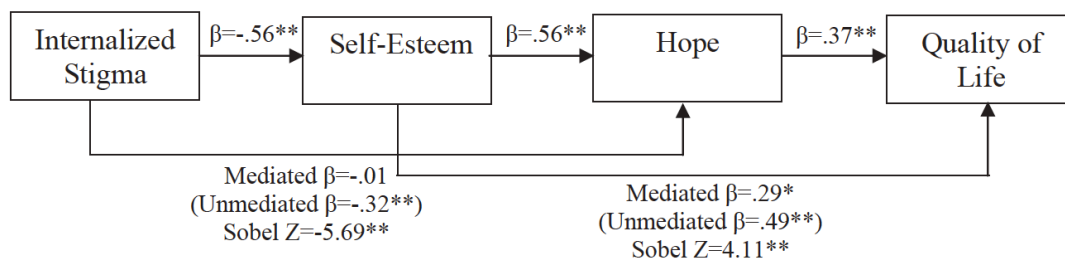 Internalized
Stigma
β=-.56**
Self-Esteem
β=.56**
Hope
β=.37**
Quality of
Life
Mediated β=-.01
(Unmediated β=-.32**)
Sobel Z=-5.69**
Mediated β=.29*
(Unmediated β=.49**)
Sobel Z=4.11**